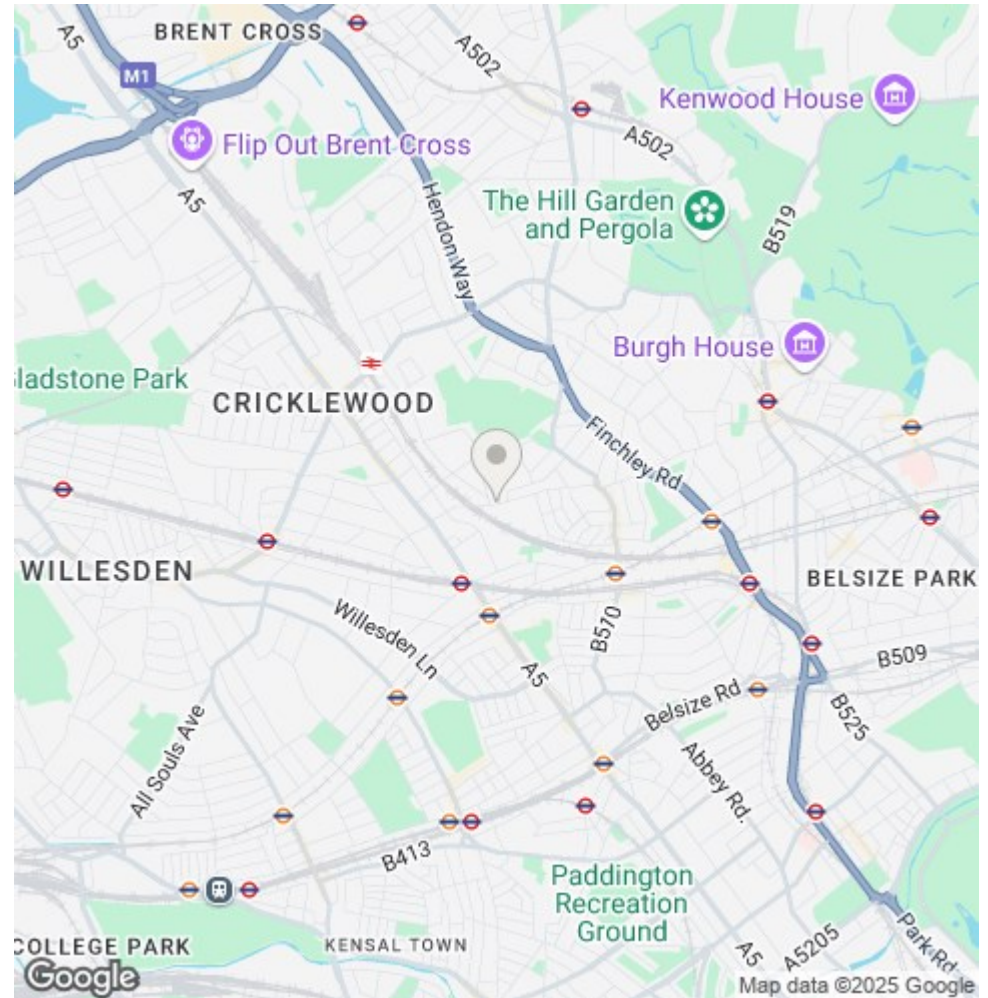 BRENT CROSS
A5
A502
M1
Kenwood House
Flip Out Brent Cross
A502
A5
The Hill Garden
and Pergola
B519
Hendon Way
Burgh House
Gladstone Park
CRICKLEWOOD
Finchley Rd
WILLESDEN
BELSIZE PARK
Willesden Ln
B570
B509
A5
Belsize Rd
B525
All Souls Ave
Abbey Rd.
B413
Paddington
Recreation
Ground
COLLEGE PARK
KENSAL TOWN
A5
A5205
Park Rd
Google
Map data ©2025 Google